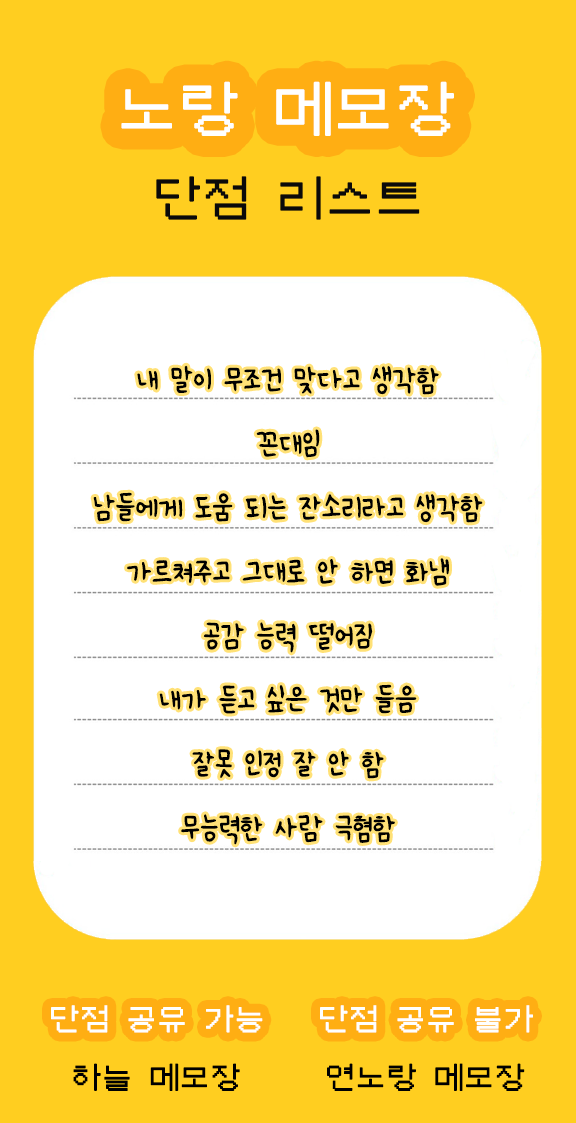 노랑 메모장
단점 리스트
내 말이 무조건 맞다고 생각함
꼰대임
남들에게 도움 되는 잔소리라고 생각함
가르쳐주고 그대로 안 하면 화냄
공감 능력 떨어짐
내가 듣고 싶은 것만 들음
잘못 인정 잘 안 함
무능력한 사람 극혐함
단점 공유 가능 단점 공유 불가
하늘 메모장 연노랑 메모장